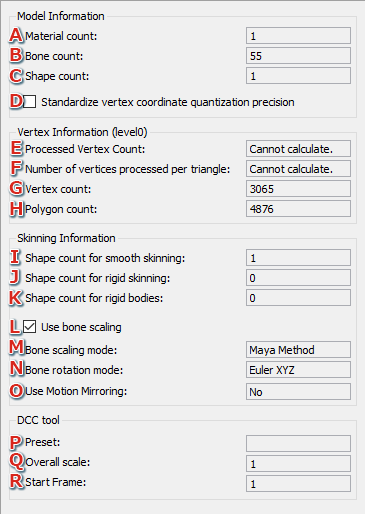 Model Information
A Material count: 1
B Bone count: 55
C Shape count: 1
D Standardize vertex coordinate quantization precision
Vertex Information (level0)
E Processed Vertex Count: Cannot calculate.
F Number of vertices processed per triangle: Cannot calculate.
G Vertex count: 3065
H Polygon count: 4876
Skinning Information
I Shape count for smooth skinning: 1
J Shape count for rigid skinning: 0
K Shape count for rigid bodies: 0
L Use bone scaling
M Bone scaling mode: Maya Method
N Bone rotation mode: Euler XYZ
O Use Motion Mirroring: No
DCC tool
P Preset:
Q Overall scale: 1
R Start Frame: 1